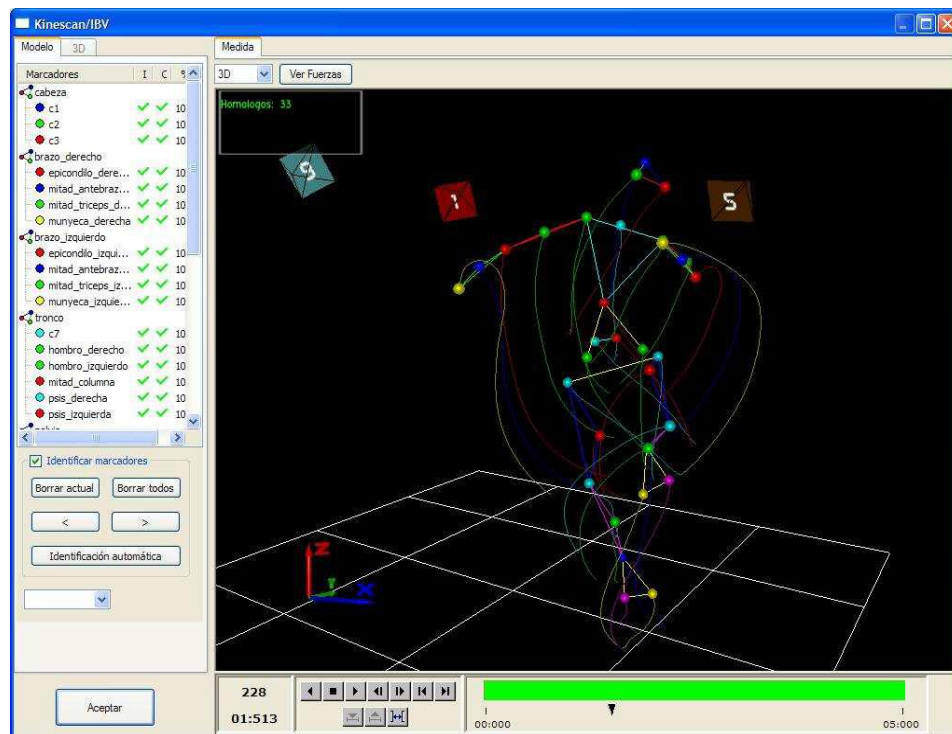 Kinescan/IBV
Modelo 3D
Marcadores I C
cabeza
c1 10
c2 10
c3 10
brazo_derecho
epicondilo_dere... 10
mitad_antebraz... 10
mitad_triceps_d... 10
munyeca_derecha 10
brazo_izquierdo
epicondilo_izqui... 10
mitad_antebraz... 10
mitad_triceps_iz... 10
munyeca_izquie... 10
tronco
c7 10
hombro_derecho 10
hombro_izquierdo 10
mitad_columna 10
psis_derecha 10
psis_izquierda 10
Identificar marcadores
Borrar actual Borrar todos
< >
Identificación automática
Aceptar
Medida
3D Ver Fuerzas
Homologos: 33
9 1 5
Z
Y
X
228
01:513
00:000 05:000